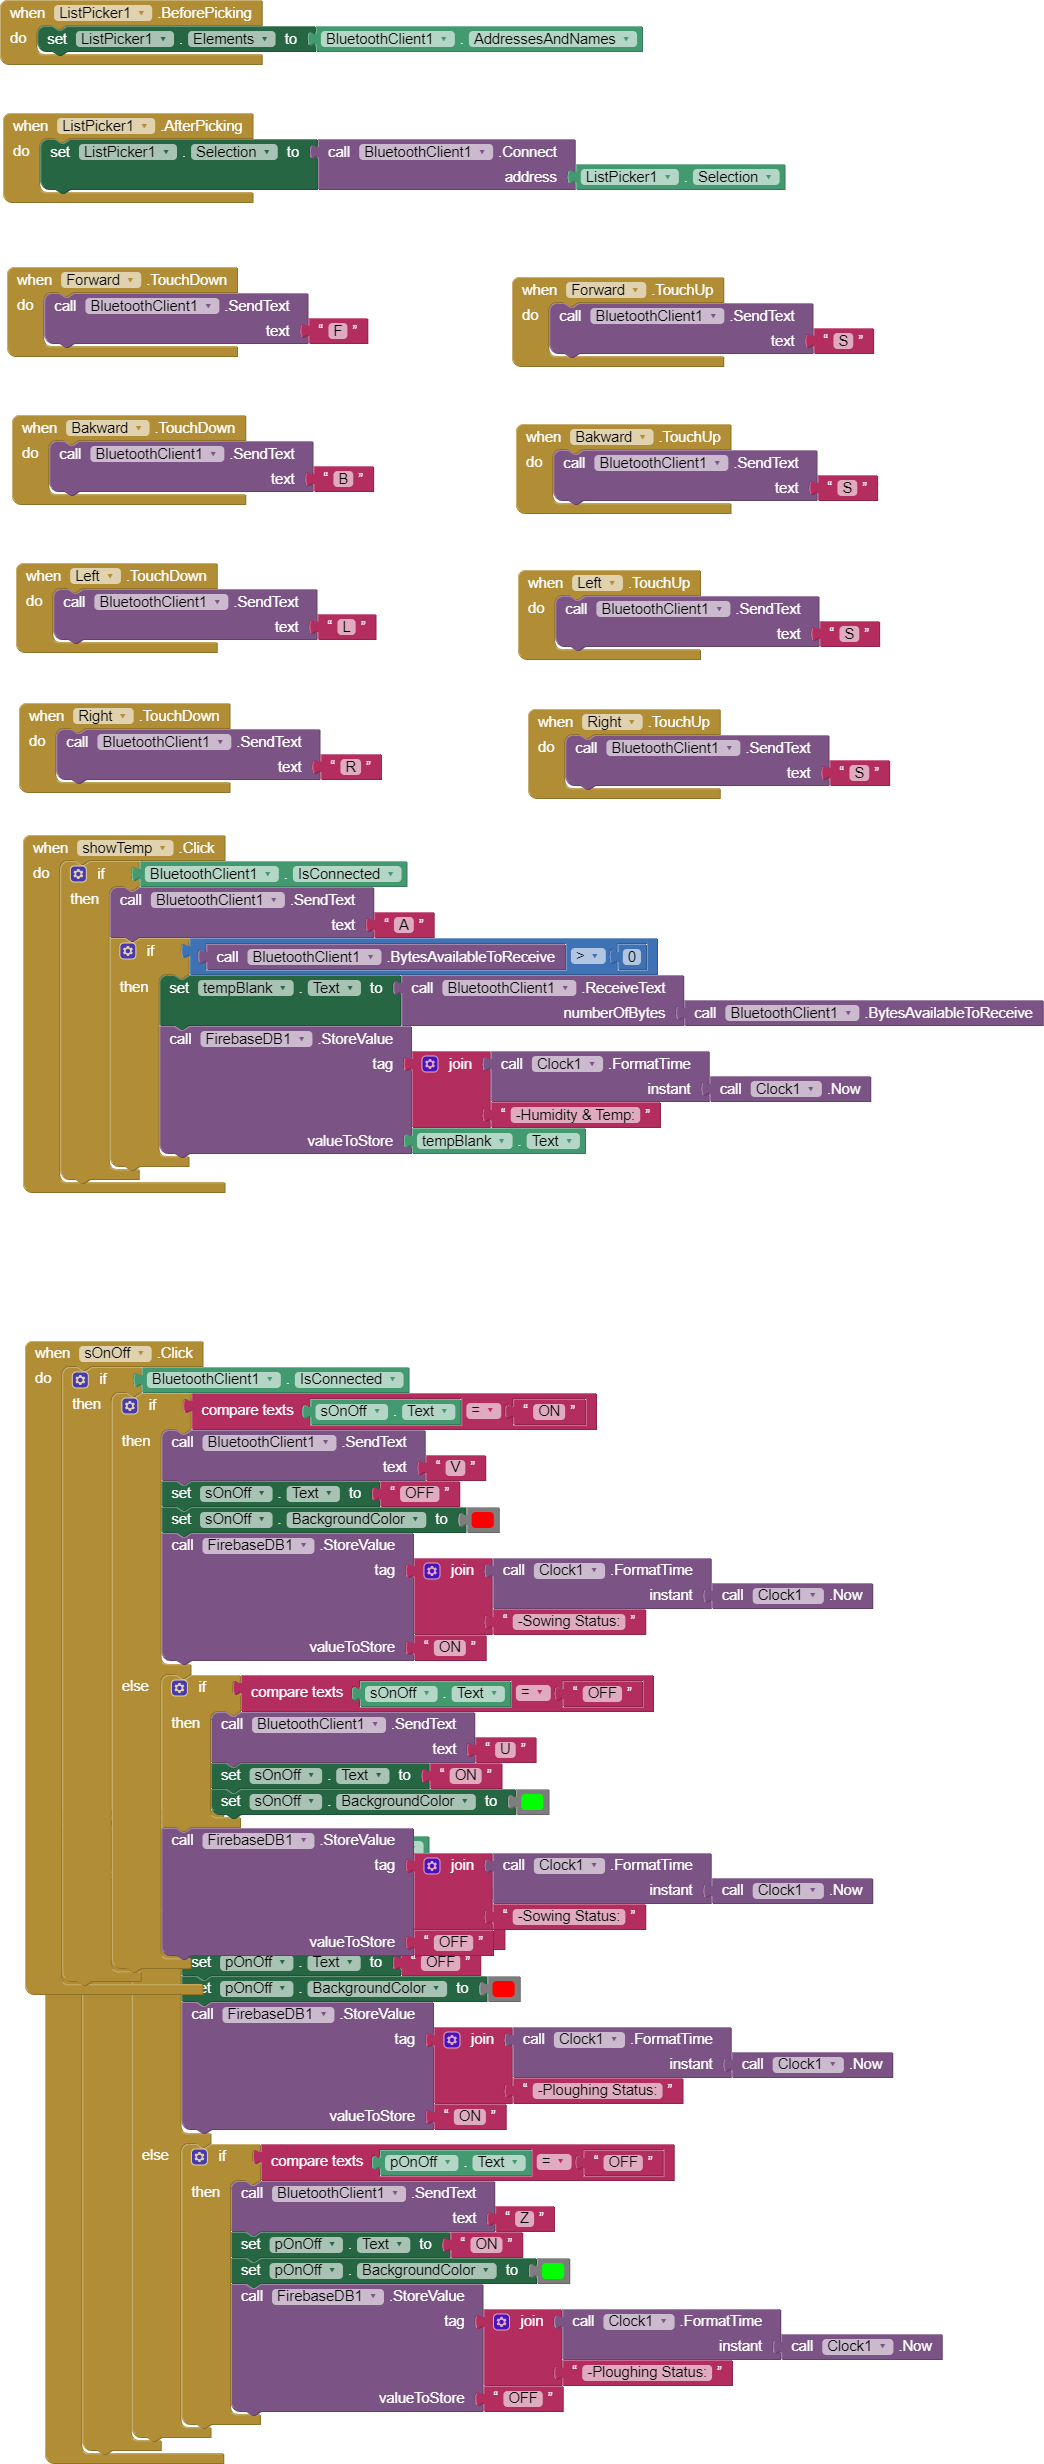 when ListPicker1 .BeforePicking
do set ListPicker1 . Elements to BluetoothClient1 . AddressesAndNames
when ListPicker1 .AfterPicking
do set ListPicker1 . Selection to call BluetoothClient1 .Connect
address ListPicker1 . Selection
when Forward .TouchDown
do call BluetoothClient1 .SendText
text " F "
when Forward .TouchUp
do call BluetoothClient1 .SendText
text " S "
when Bakward .TouchDown
do call BluetoothClient1 .SendText
text " B "
when Bakward .TouchUp
do call BluetoothClient1 .SendText
text " S "
when Left .TouchDown
do call BluetoothClient1 .SendText
text " L "
when Left .TouchUp
do call BluetoothClient1 .SendText
text " S "
when Right .TouchDown
do call BluetoothClient1 .SendText
text " R "
when Right .TouchUp
do call BluetoothClient1 .SendText
text " S "
when showTemp .Click
do if BluetoothClient1 . IsConnected
then call BluetoothClient1 .SendText
text " A "
if call BluetoothClient1 .BytesAvailableToReceive > 0
then set tempBlank . Text to call BluetoothClient1 .ReceiveText
numberOfBytes call BluetoothClient1 .BytesAvailableToReceive
call FirebaseDB1 .StoreValue
tag join call Clock1 .FormatTime
instant call Clock1 .Now
" -Humidity & Temp: "
valueToStore tempBlank . Text
when sOnOff .Click
do if BluetoothClient1 . IsConnected
then if compare texts sOnOff . Text = " ON "
then call BluetoothClient1 .SendText
text " V "
set sOnOff . Text to " OFF "
set sOnOff . BackgroundColor to
call FirebaseDB1 .StoreValue
tag join call Clock1 .FormatTime
instant call Clock1 .Now
" -Sowing Status: "
valueToStore " ON "
else if compare texts sOnOff . Text = " OFF "
then call BluetoothClient1 .SendText
text " U "
set sOnOff . Text to " ON "
set sOnOff . BackgroundColor to
call FirebaseDB1 .StoreValue
tag join call Clock1 .FormatTime
instant call Clock1 .Now
" -Sowing Status: "
valueToStore " OFF "
set pOnOff . Text to " OFF "
set pOnOff . BackgroundColor to
call FirebaseDB1 .StoreValue
tag join call Clock1 .FormatTime
instant call Clock1 .Now
" -Ploughing Status: "
valueToStore " ON "
else if compare texts pOnOff . Text = " OFF "
then call BluetoothClient1 .SendText
text " Z "
set pOnOff . Text to " ON "
set pOnOff . BackgroundColor to
call FirebaseDB1 .StoreValue
tag join call Clock1 .FormatTime
instant call Clock1 .Now
" -Ploughing Status: "
valueToStore " OFF "